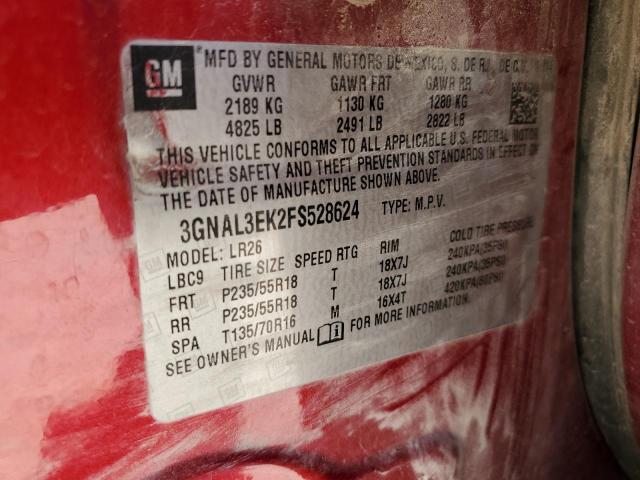 GM
MFD BY GENERAL MOTORS DE MEXICO, S. DE R.L. DE C.V.
GVWR GAWR FRT GAWR RR
2189 KG 1130 KG 1280 KG
4825 LB 2491 LB 2822 LB
THIS VEHICLE CONFORMS TO ALL APPLICABLE U.S. FEDERAL MOTOR
VEHICLE SAFETY AND THEFT PREVENTION STANDARDS IN EFFECT ON
THE DATE OF MANUFACTURE SHOWN ABOVE.
3GNAL3EK2FS528624 TYPE: M.P.V.
MODEL: LR26
LBC9 TIRE SIZE SPEED RTG RIM COLD TIRE PRESSURE
FRT P235/55R18 T 18X7J 240KPA(35PSI)
RR P235/55R18 T 18X7J 240KPA(35PSI)
SPA T135/70R16 M 16X4T 420KPA(60PSI)
SEE OWNER'S MANUAL FOR MORE INFORMATION.